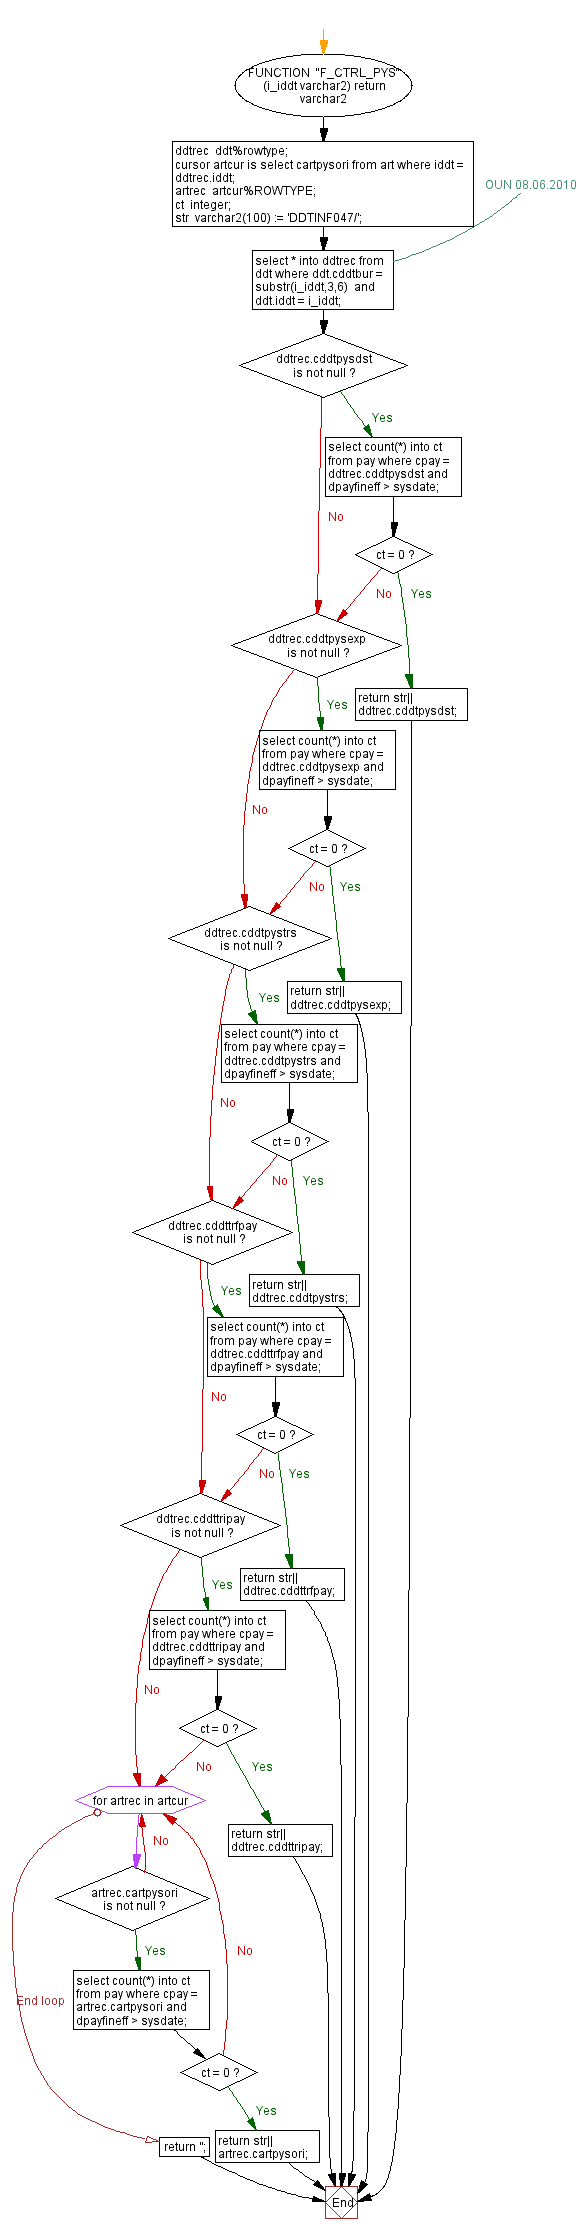 FUNCTION "F_CTRL_PYS"
(i_iddt varchar2) return
varchar2
ddtrec  ddt%rowtype;
cursor artcur is select cartpysori from art where iddt =
ddtrec.iddt;
artrec  artcur%ROWTYPE;
ct  integer;
str  varchar2(100) := 'DDTINF047/';
OUN 08.06.2010
select * into ddtrec from
ddt where ddt.cddtbur =
substr(i_iddt,3,6)  and
ddt.iddt = i_iddt;
ddtrec.cddtpysdst
is not null ?
Yes
select count(*) into ct
from pay where cpay =
ddtrec.cddtpysdst and
dpayfineff > sysdate;
No
ct = 0 ?
No
Yes
ddtrec.cddtpysexp
is not null ?
return str||
ddtrec.cddtpysdst;
Yes
select count(*) into ct
from pay where cpay =
ddtrec.cddtpysexp and
dpayfineff > sysdate;
No
ct = 0 ?
No
Yes
ddtrec.cddtpystrs
is not null ?
return str||
ddtrec.cddtpysexp;
Yes
select count(*) into ct
from pay where cpay =
ddtrec.cddtpystrs and
dpayfineff > sysdate;
No
ct = 0 ?
No
Yes
ddtrec.cddttrfpay
is not null ?
return str||
ddtrec.cddtpystrs;
Yes
select count(*) into ct
from pay where cpay =
ddtrec.cddttrfpay and
dpayfineff > sysdate;
No
ct = 0 ?
No
Yes
ddtrec.cddttripay
is not null ?
return str||
ddtrec.cddttrfpay;
Yes
select count(*) into ct
from pay where cpay =
ddtrec.cddttripay and
dpayfineff > sysdate;
No
ct = 0 ?
No
Yes
for artrec in artcur
return str||
ddtrec.cddttripay;
No
artrec.cartpysori
is not null ?
Yes
No
select count(*) into ct
from pay where cpay =
artrec.cartpysori and
dpayfineff > sysdate;
End loop
ct = 0 ?
Yes
return '';
return str||
artrec.cartpysori;
End